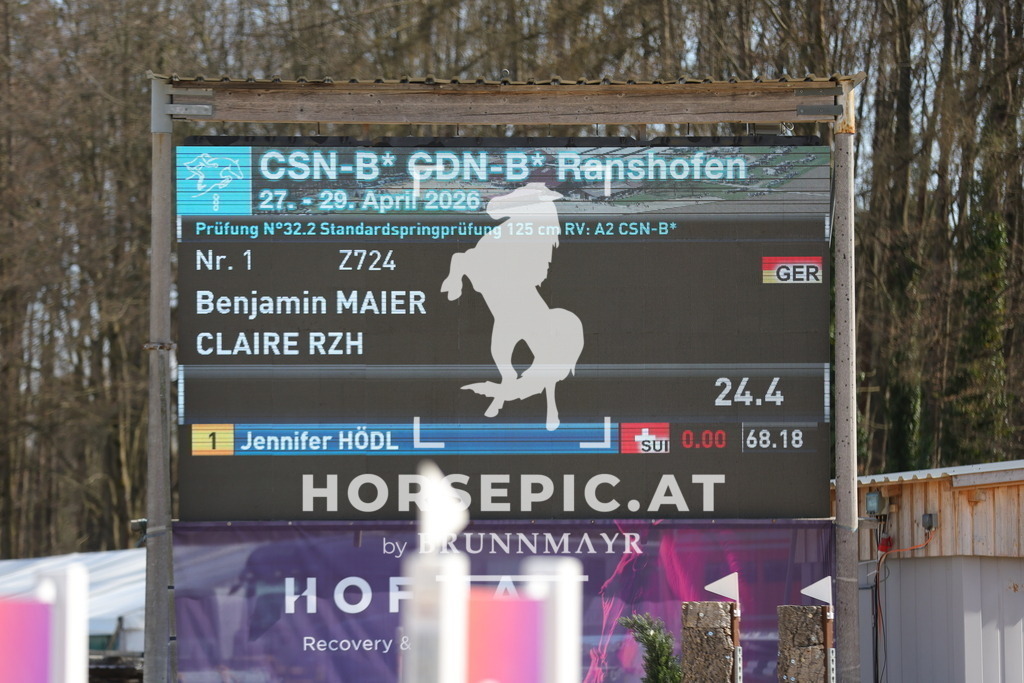 CSN-B* CDN-B* Ranshofen
27. - 29. April 2026
Prüfung N°32.2 Standardspringprüfung 125 cm RV: A2 CSN-B*
Nr. 1 Z724
GER
Benjamin MAIER
CLAIRE RZH
24.4
1 Jennifer HÖDL SUI 0.00 68.18
HORSEPIC.AT
by BRUNNMAYR
Recovery &